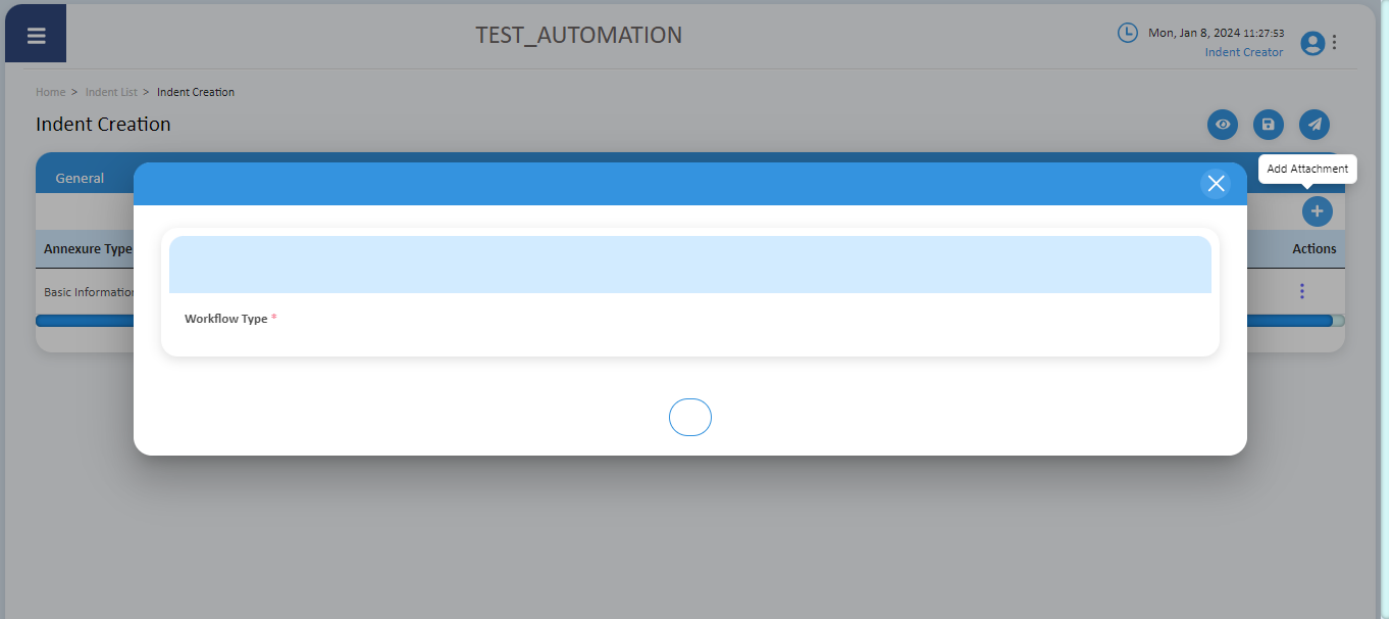 TEST_AUTOMATION
Mon, Jan 8, 2024 11:27:53
Indent Creator
Home > Indent List > Indent Creation
Indent Creation
General
Add Attachment
Annexure Type
Actions
Basic Information
Workflow Type *